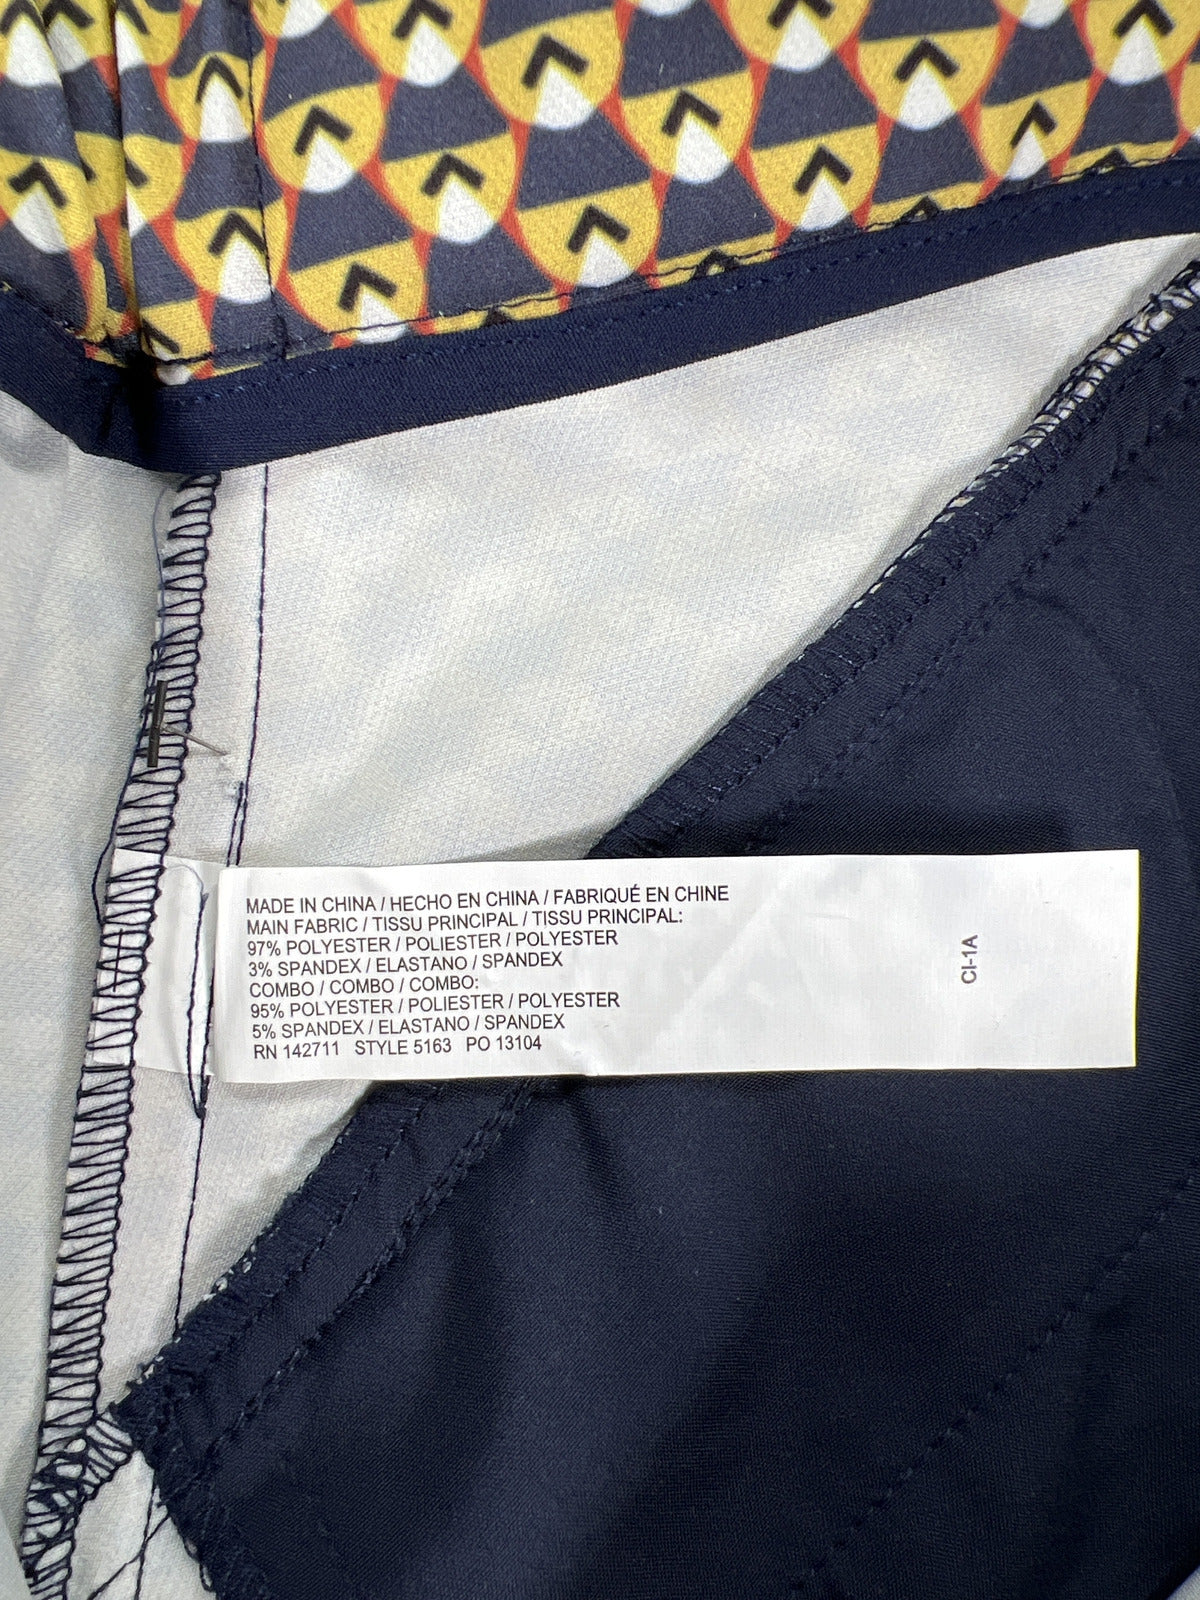 MADE IN CHINA / HECHO EN CHINA / FABRIQUÉ EN CHINE
MAIN FABRIC / TISSU PRINCIPAL / TISSU PRINCIPAL:
97% POLYESTER / POLIESTER / POLYESTER
3% SPANDEX / ELASTANO / SPANDEX
COMBO / COMBO / COMBO:
95% POLYESTER / POLIESTER / POLYESTER
5% SPANDEX / ELASTANO / SPANDEX
RN 142711 STYLE 5163 PO 13104
CI-1A